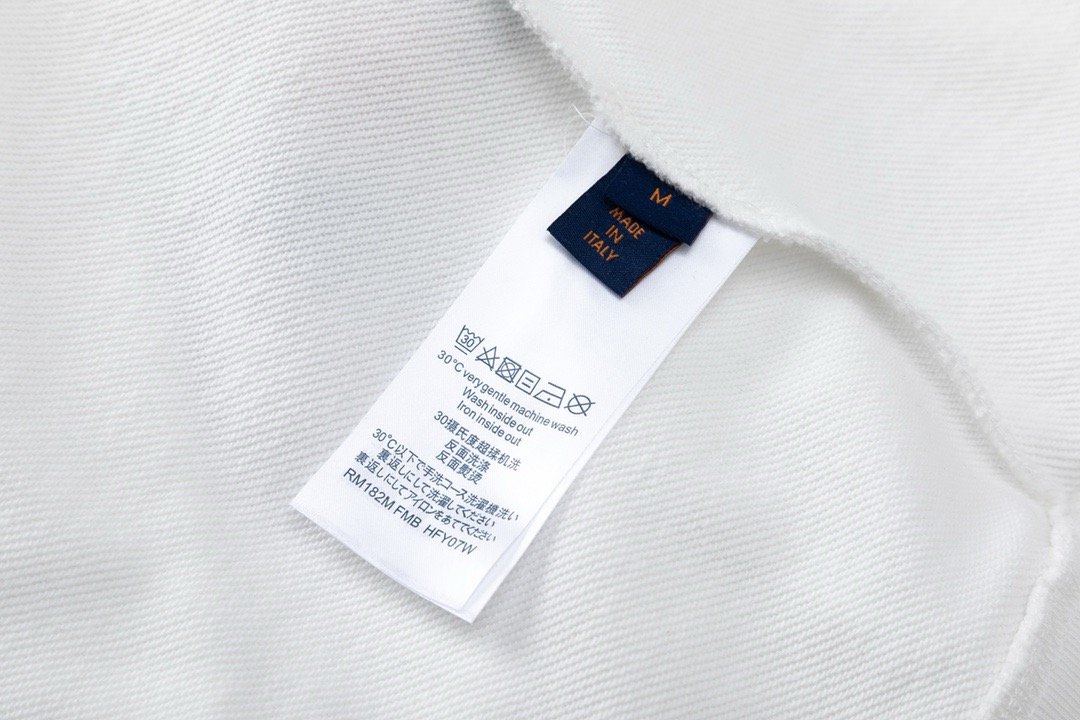 M
MADE
IN
ITALY
30
30°C very gentle machine wash
Wash inside out
Iron inside out
30摄氏度超揉机洗
反面洗涤
反面熨烫
30℃以下で手洗コース洗濯機洗い
裏返しにして洗濯してください
裏返しにしてアイロンをあててください
RM182M FMB HFY07W